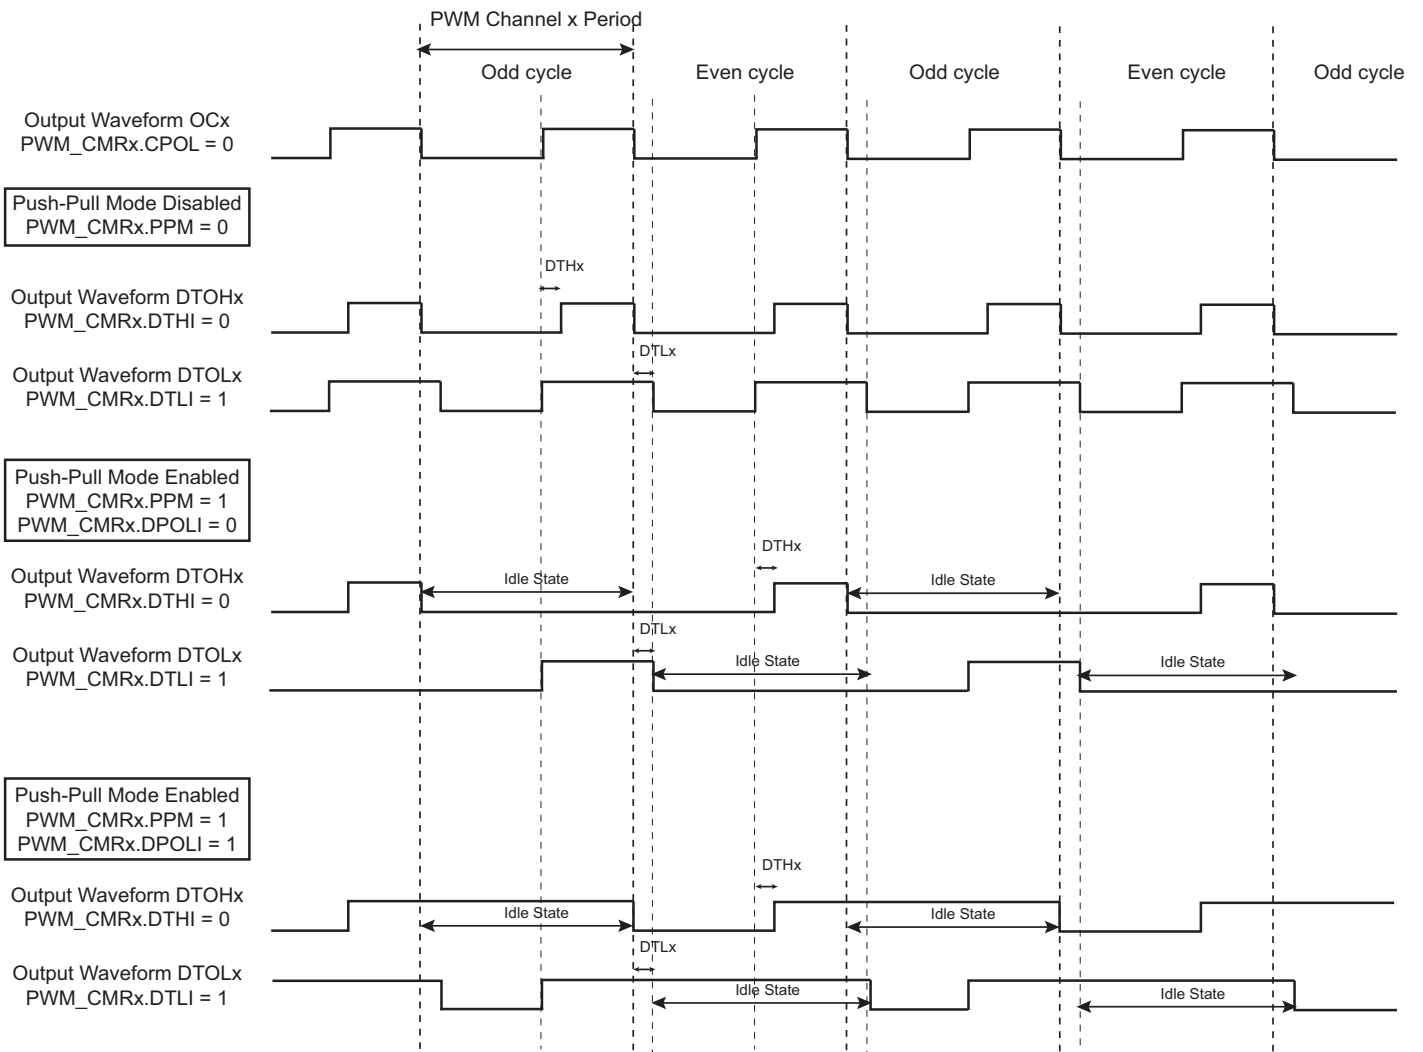 PWM Channel x Period
Odd cycle
Even cycle
Odd cycle
Even cycle
Odd cycle
Output Waveform OCx
PWM_CMRx.CPOL = 0
Push-Pull Mode Disabled
PWM_CMRx.PPM = 0
DTHx
Output Waveform DTOHx
PWM_CMRx.DTHI = 0
DTLx
Output Waveform DTOLx
PWM_CMRx.DTLI = 1
Push-Pull Mode Enabled
PWM_CMRx.PPM = 1
PWM_CMRx.DPOLI = 0
DTHx
Output Waveform DTOHx
PWM_CMRx.DTHI = 0
Idle State
Idle State
DTLx
Output Waveform DTOLx
PWM_CMRx.DTLI = 1
Idle State
Idle State
Push-Pull Mode Enabled
PWM_CMRx.PPM = 1
PWM_CMRx.DPOLI = 1
DTHx
Output Waveform DTOHx
PWM_CMRx.DTHI = 0
Idle State
Idle State
DTLx
Output Waveform DTOLx
PWM_CMRx.DTLI = 1
Idle State
Idle State